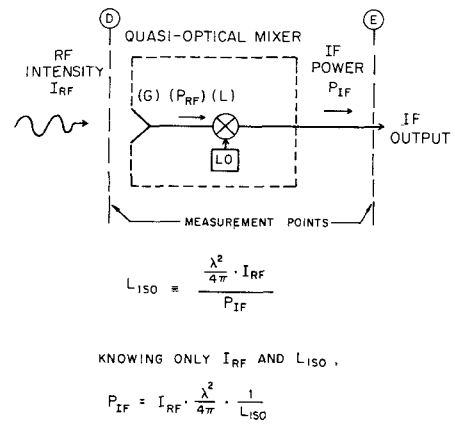 D
E
QUASI-OPTICAL MIXER
RF
INTENSITY
I_RF
IF
POWER
P_IF
(G) (P_RF) (L)
LO
IF
OUTPUT
MEASUREMENT POINTS
L_ISO ≡ (λ²/4π · I_RF) / P_IF
KNOWING ONLY I_RF AND L_ISO,
P_IF = I_RF · λ²/4π · 1/L_ISO